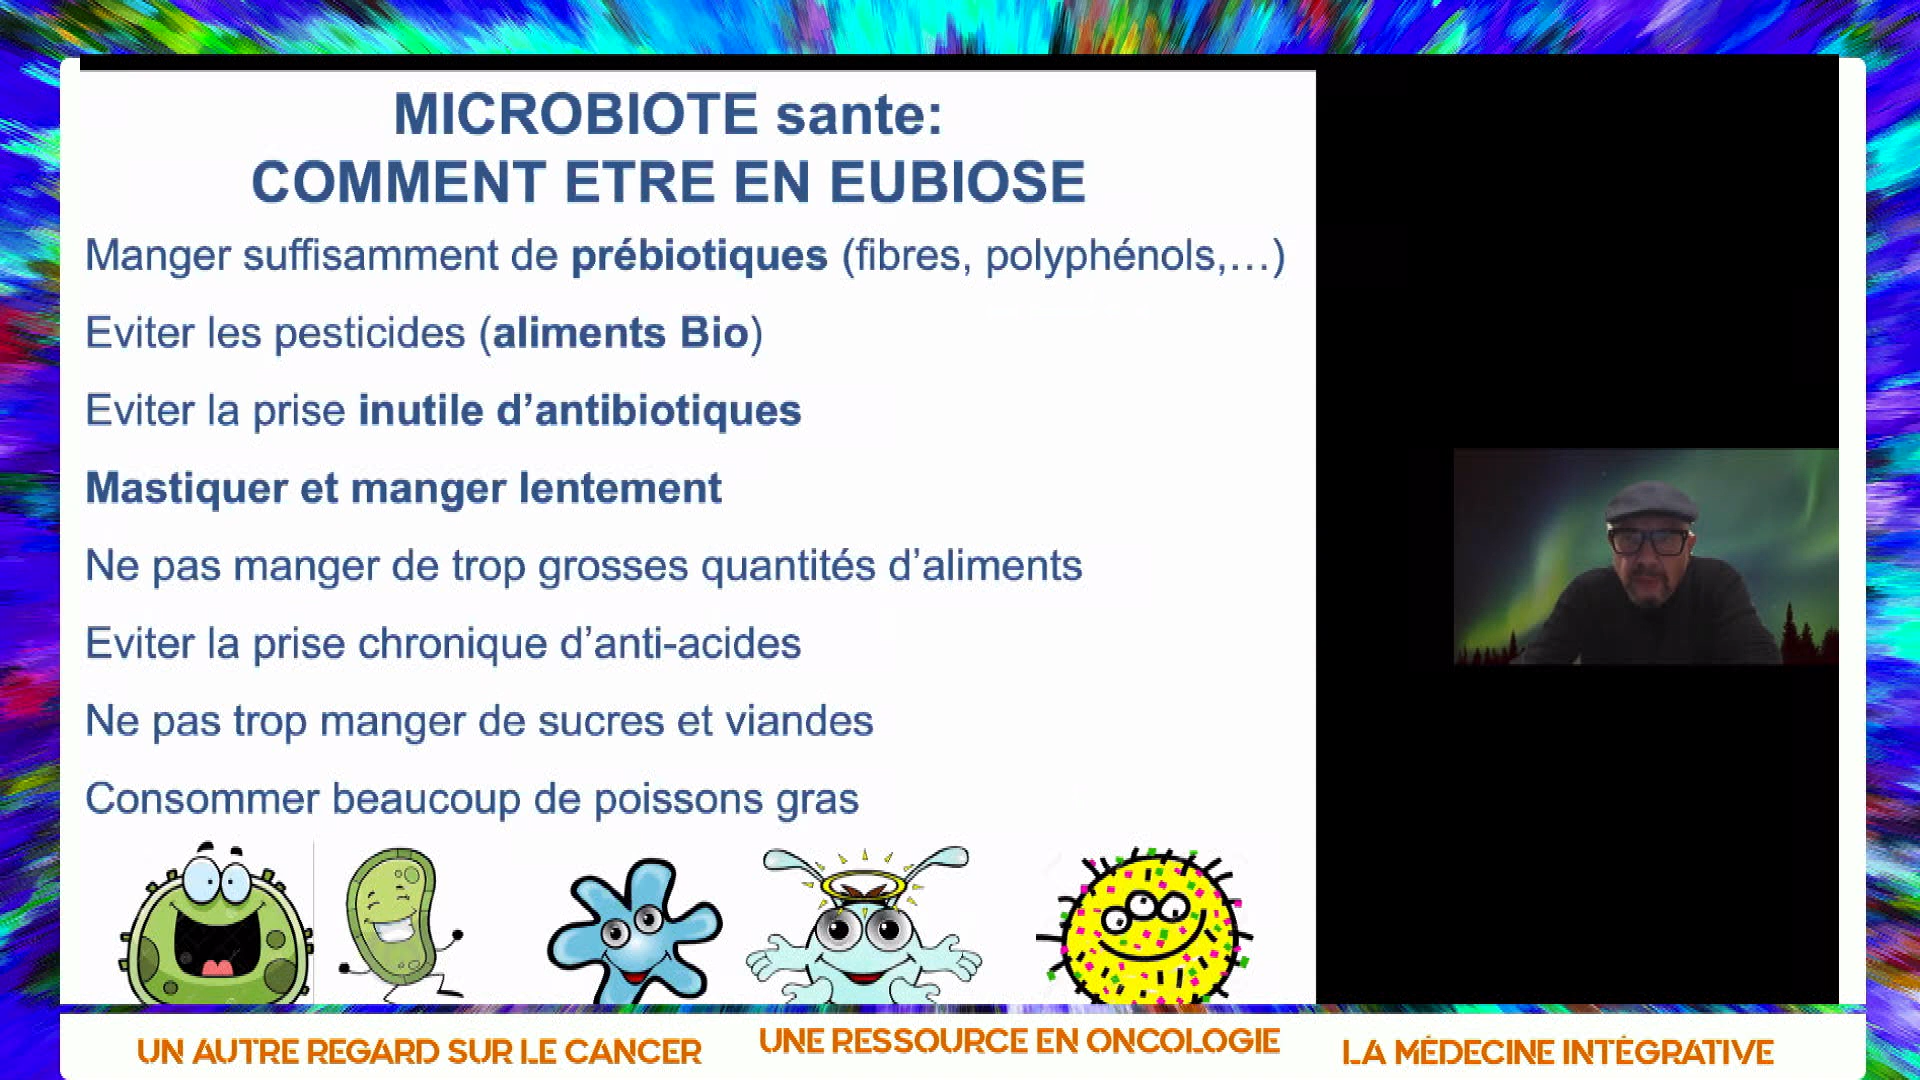 MICROBIOTE sante:
COMMENT ETRE EN EUBIOSE
Manger suffisamment de prébiotiques (fibres, polyphénols,…)
Eviter les pesticides (aliments Bio)
Eviter la prise inutile d’antibiotiques
Mastiquer et manger lentement
Ne pas manger de trop grosses quantités d’aliments
Eviter la prise chronique d’anti-acides
Ne pas trop manger de sucres et viandes
Consommer beaucoup de poissons gras
UN AUTRE REGARD SUR LE CANCER
UNE RESSOURCE EN ONCOLOGIE
LA MÉDECINE INTÉGRATIVE